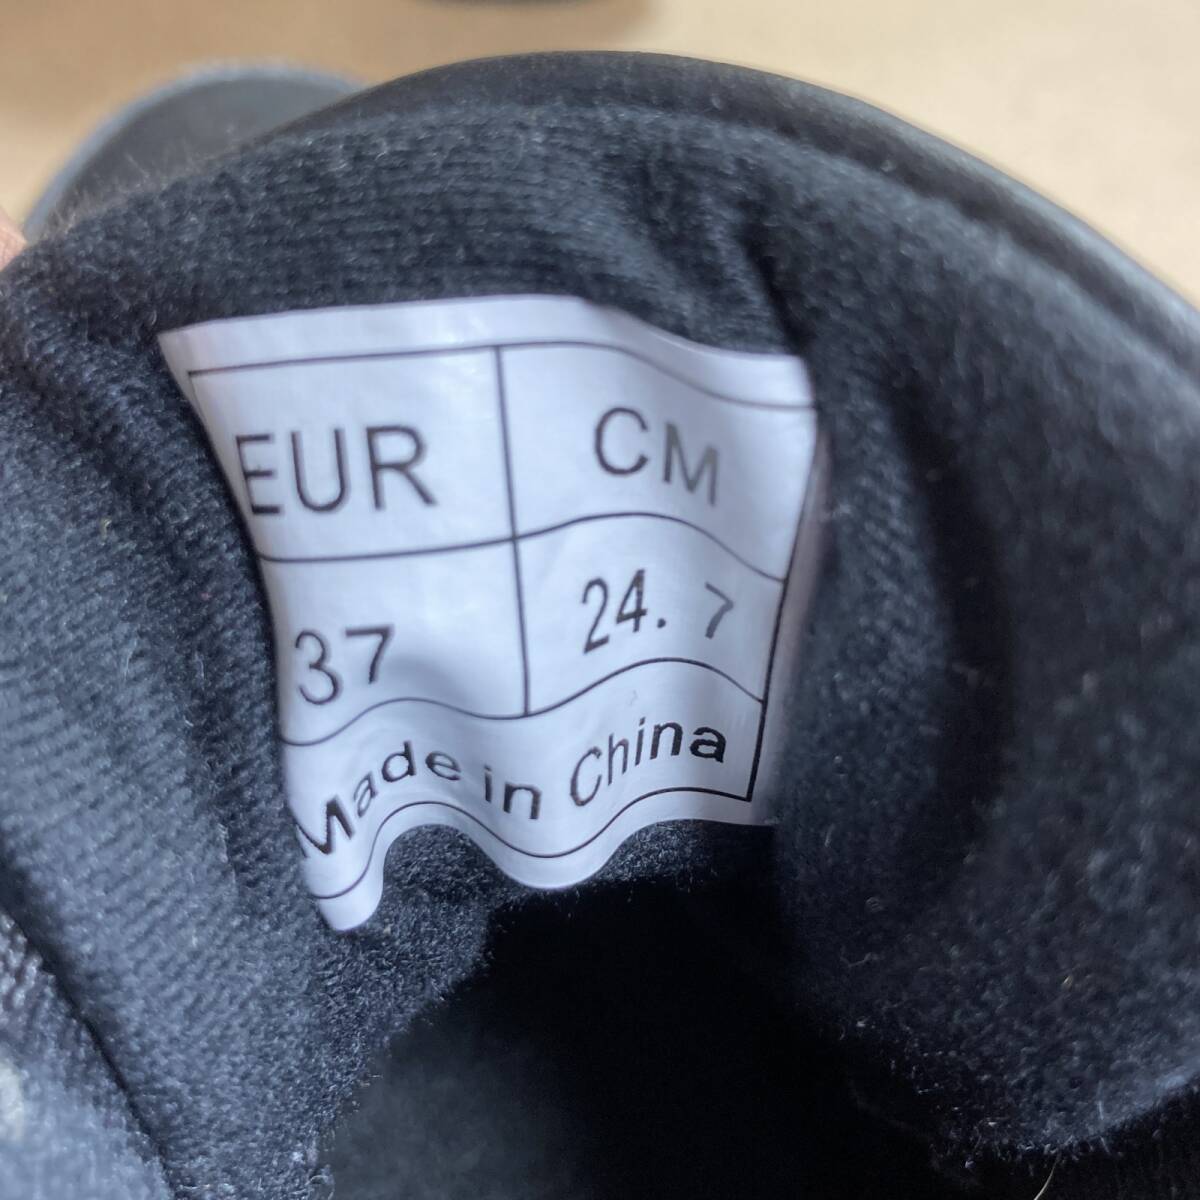 EUR CM
37 24.7
Made in China